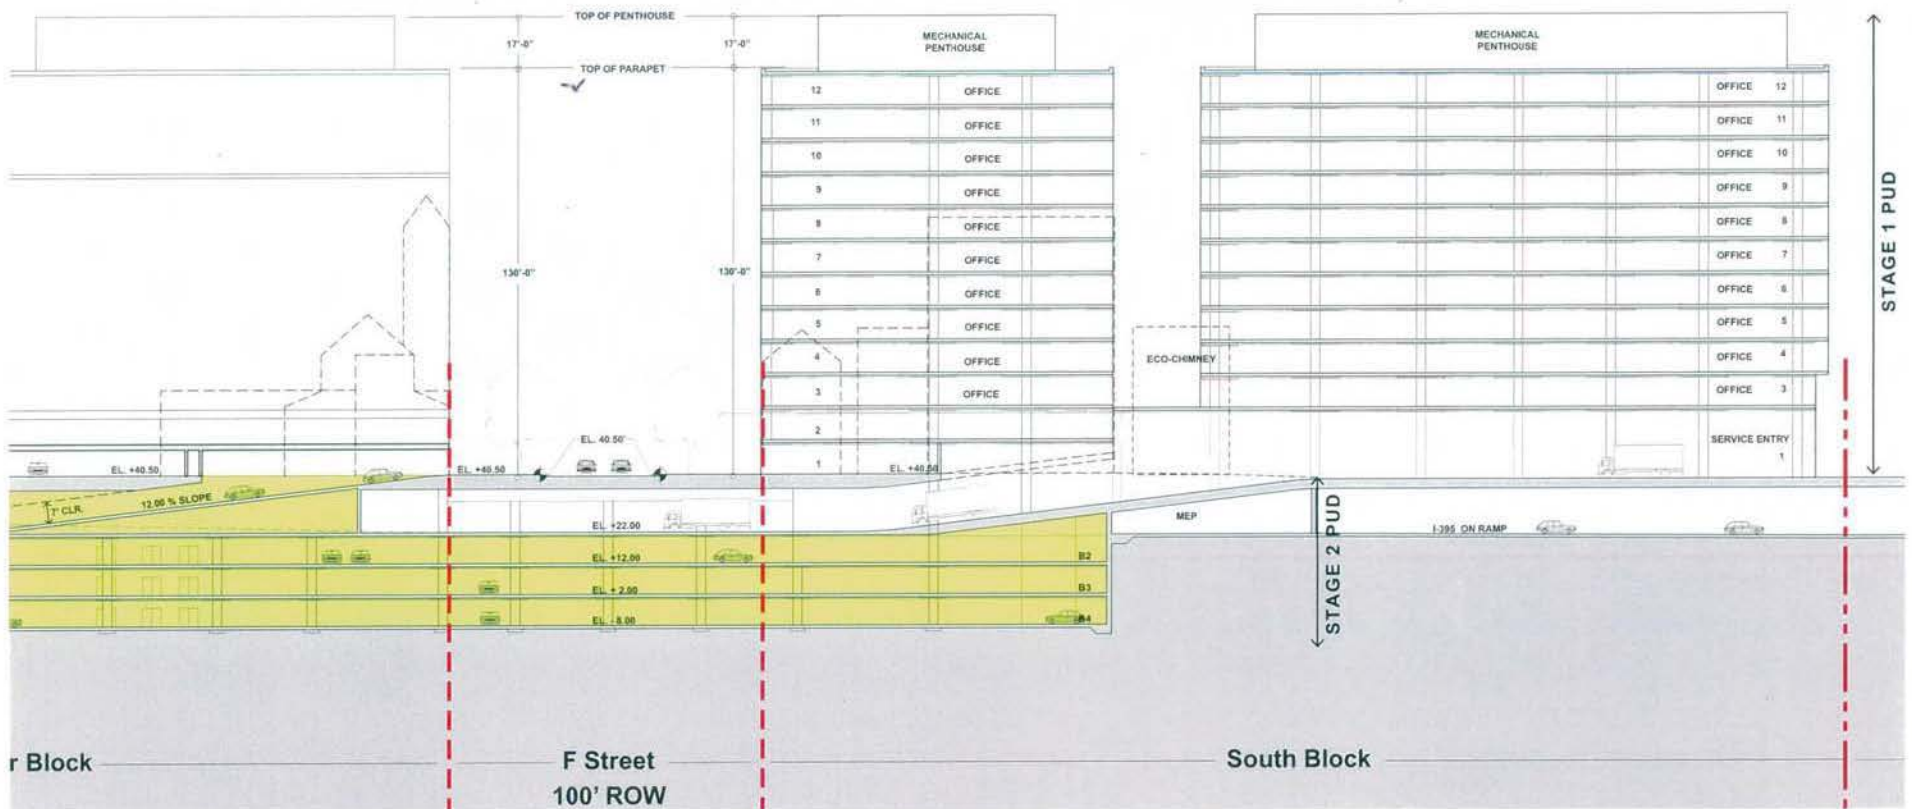 TOP OF PENTHOUSE
17'-0"
17'-0"
TOP OF PARAPET
MECHANICAL
PENTHOUSE
MECHANICAL
PENTHOUSE
12 OFFICE
11 OFFICE
10 OFFICE
9 OFFICE
8 OFFICE
7 OFFICE
6 OFFICE
5 OFFICE
4 OFFICE
3 OFFICE
2
1
OFFICE 12
OFFICE 11
OFFICE 10
OFFICE 9
OFFICE 8
OFFICE 7
OFFICE 6
OFFICE 5
OFFICE 4
OFFICE 3
SERVICE ENTRY
1
130'-0"
130'-0"
ECO-CHIMNEY
STAGE 1 PUD
EL. 40.50'
EL. +40.50
EL. +40.50
EL. +40.50
7' CLR.
12.00 % SLOPE
EL. +22.00
MEP
I-395 ON RAMP
EL. +12.00
B2
EL. + 2.00
B3
EL. - 8.00
B4
STAGE 2 PUD
r Block
F Street
100' ROW
South Block